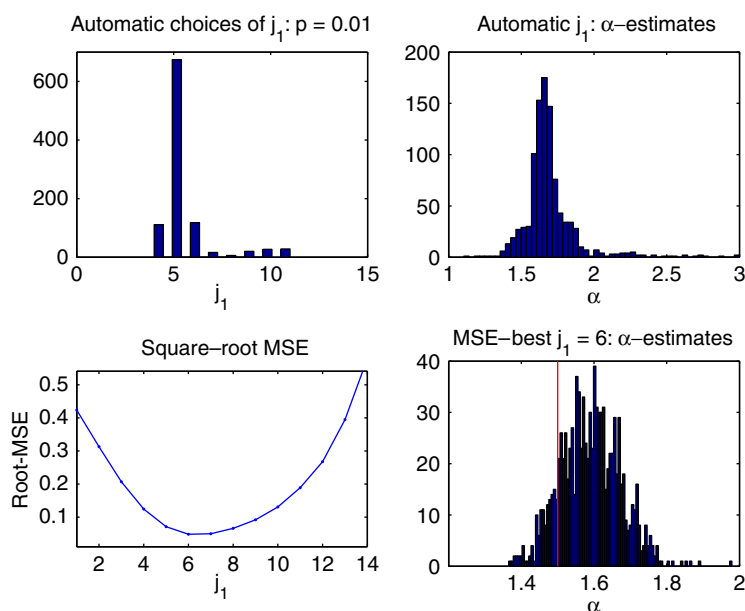 Automatic choices of j₁: p = 0.01
600
400
200
0
0 5 10 15
j₁
Automatic j₁: α−estimates
200
150
100
50
0
1 1.5 2 2.5 3
α
Square−root MSE
Root-MSE
0.5
0.4
0.3
0.2
0.1
2 4 6 8 10 12 14
j₁
MSE−best j₁ = 6: α−estimates
40
30
20
10
0
1.4 1.6 1.8 2
α